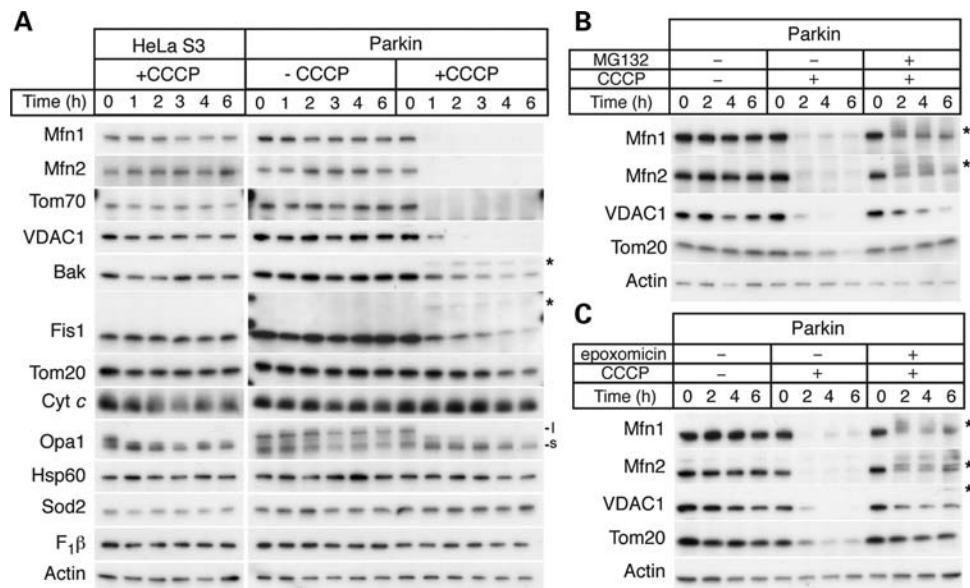 A
HeLa S3 Parkin
+CCCP - CCCP +CCCP
Time (h) 0 1 2 3 4 6 0 1 2 3 4 6 0 1 2 3 4 6
Mfn1
Mfn2
Tom70
VDAC1
Bak *
Fis1 *
Tom20
Cyt c
Opa1 -l
-s
Hsp60
Sod2
F1β
Actin
B
Parkin
MG132 – – +
CCCP – + +
Time (h) 0 2 4 6 0 2 4 6 0 2 4 6
Mfn1 *
Mfn2 *
VDAC1
Tom20
Actin
C
Parkin
epoxomicin – – +
CCCP – + +
Time (h) 0 2 4 6 0 2 4 6 0 2 4 6
Mfn1 *
Mfn2 *
VDAC1 *
Tom20
Actin